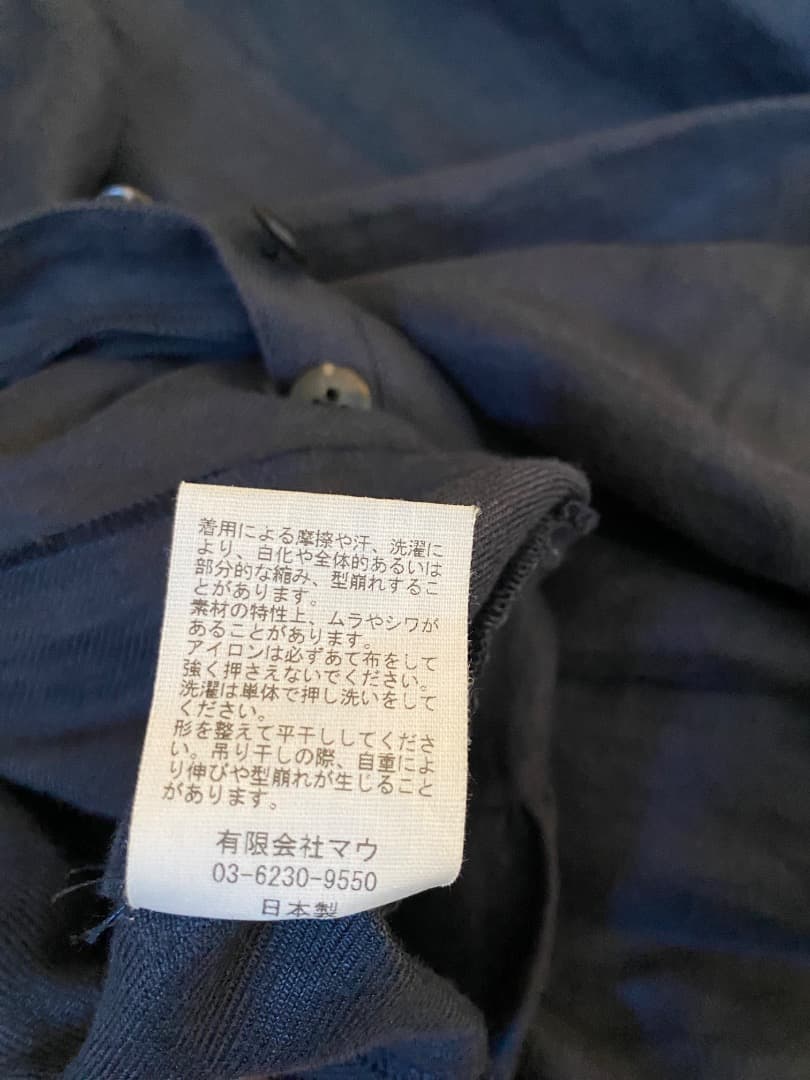 着用による摩擦や汗、洗濯に
より、白化や全体的あるいは
部分的な縮み、型崩れするこ
とがあります。
素材の特性上、ムラやシワが
あることがあります。
アイロンは必ずあて布をして
強く押さえないでください。
洗濯は単体で押し洗いをして
ください。
形を整えて平干ししてくださ
い。吊り干しの際、自重によ
り伸びや型崩れが生じること
があります。
有限会社マウ
03-6230-9550
日本製